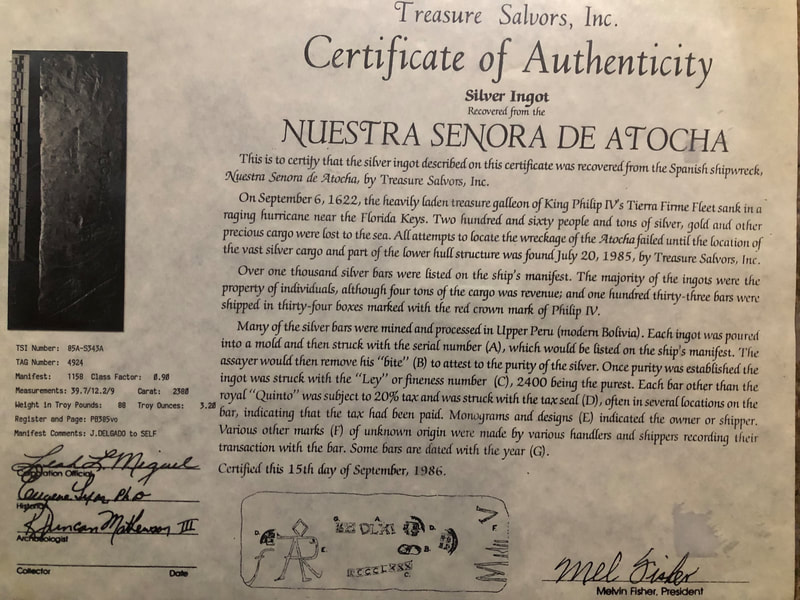 Treasure Salvors, Inc.
Certificate of Authenticity
Silver Ingot
Recovered from the
NUESTRA SENORA DE ATOCHA
This is to certify that the silver ingot described on this certificate was recovered from the Spanish shipwreck,
Nuestra Senora de Atocha, by Treasure Salvors, Inc.
On September 6, 1622, the heavily laden treasure galleon of King Philip IV's Tierra Firme Fleet sank in a
raging hurricane near the Florida Keys. Two hundred and sixty people and tons of silver, gold and other
precious cargo were lost to the sea. All attempts to locate the wreckage of the Atocha failed until the location of
the vast silver cargo and part of the lower hull structure was found July 20, 1985, by Treasure Salvors, Inc.
Over one thousand silver bars were listed on the ship's manifest. The majority of the ingots were the
property of individuals, although four tons of the cargo was revenue; and one hundred thirty-three bars were
shipped in thirty-four boxes marked with the red crown mark of Philip IV.
Many of the silver bars were mined and processed in Upper Peru (modern Bolivia). Each ingot was poured
into a mold and then struck with the serial number (A), which would be listed on the ship's manifest. The
assayer would then remove his "bite" (B) to attest to the purity of the silver. Once purity was established the
ingot was struck with the "Ley" or fineness number (C), 2400 being the purest. Each bar other than the
royal "Quinto" was subject to 20% tax and was struck with the tax seal (D), often in several locations on the
bar, indicating that the tax had been paid. Monograms and designs (E) indicated the owner or shipper.
Various other marks (F) of unknown origin were made by various handlers and shippers recording their
transaction with the bar. Some bars are dated with the year (G).
Certified this 15th day of September, 1986.
TSI Number: 85A-S343A
TAG Number: 4924
Manifest: 1158 Class Factor: 0.90
Measurements: 39.7/12.2/9 Carat: 2380
Weight in Troy Pounds: 80 Troy Ounces: 3.20
Register and Page: PB385vo
Manifest Comments: J.DELGADO to SELF
Leah L Miguel
Corporation Official
Eugene Lyon PhD
Historian
R Duncan Mathewson III
Archaeologist
Collector Date
Mel Fisher
Melvin Fisher, President